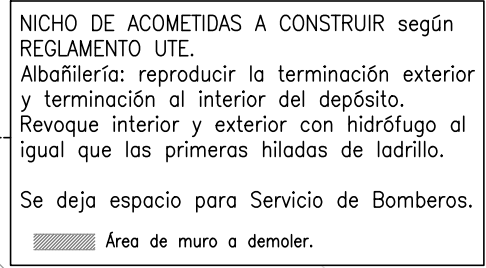 NICHO DE ACOMETIDAS A CONSTRUIR según
REGLAMENTO UTE.
Albañilería: reproducir la terminación exterior
y terminación al interior del depósito.
Revoque interior y exterior con hidrófugo al
igual que las primeras hiladas de ladrillo.
Se deja espacio para Servicio de Bomberos.
Área de muro a demoler.